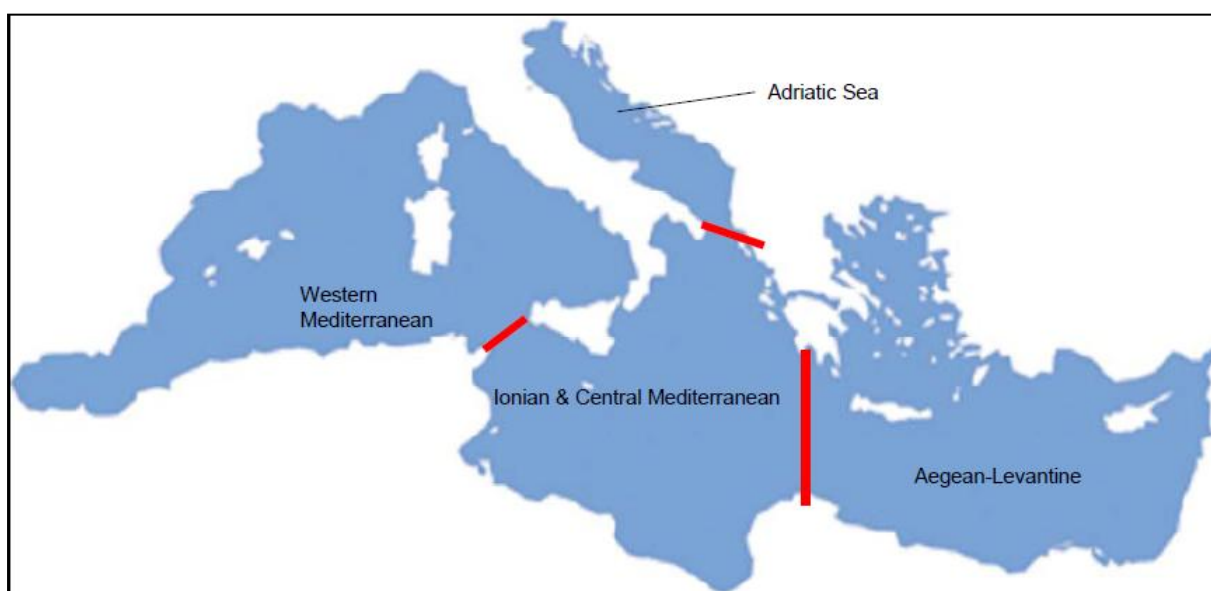 Adriatic Sea
Western
Mediterranean
Ionian & Central Mediterranean
Aegean-Levantine